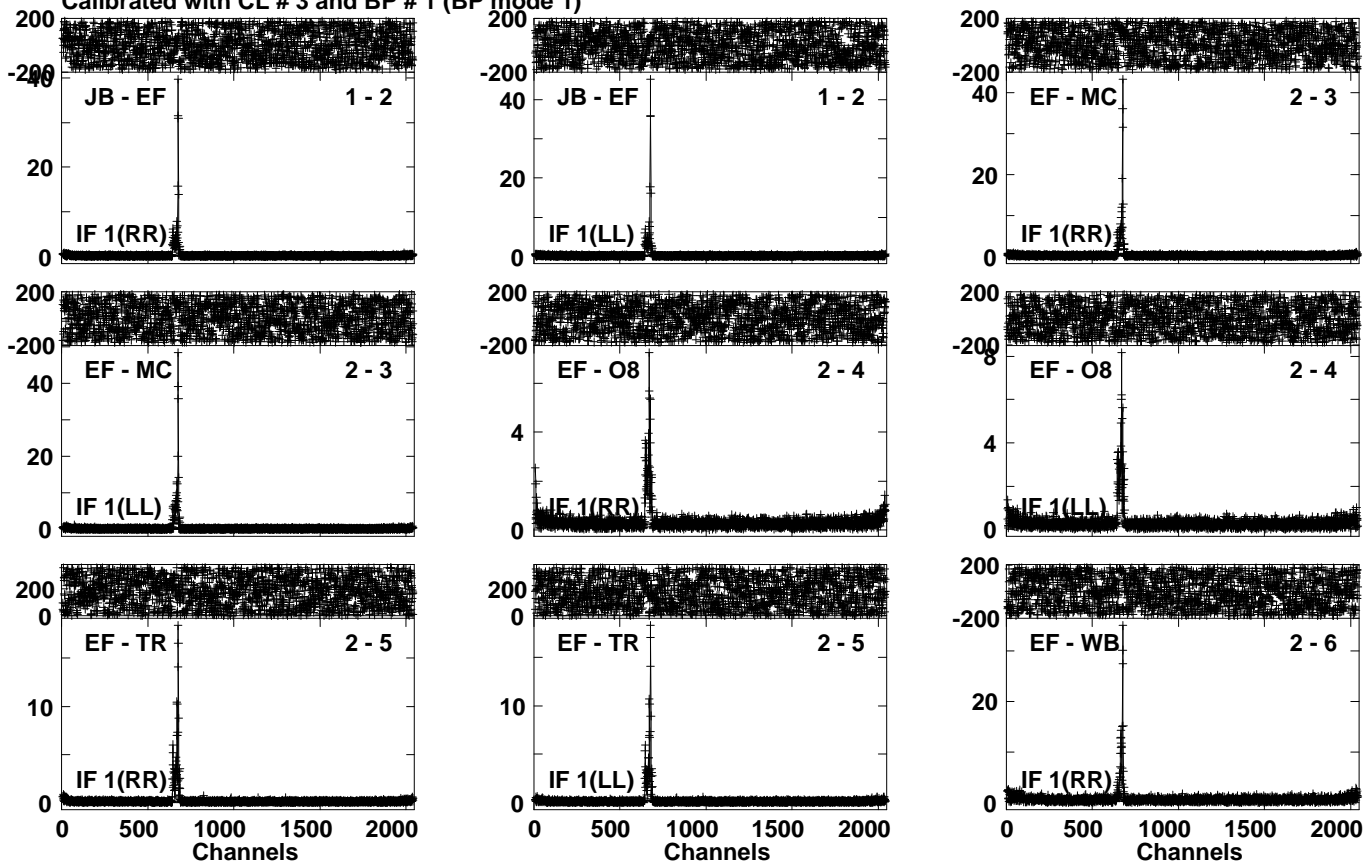 Calibrated with CL # 3 and BP # 1 (BP mode 1)
200
-200
40
20
0
JB - EF 1 - 2
IF 1(RR)
200
-200
40
20
0
JB - EF 1 - 2
IF 1(LL)
200
-200
40
20
0
EF - MC 2 - 3
IF 1(RR)
200
-200
40
20
0
EF - MC 2 - 3
IF 1(LL)
200
-200
4
0
EF - O8 2 - 4
IF 1(RR)
200
-200
8
4
0
EF - O8 2 - 4
IF 1(LL)
200
0
10
0
EF - TR 2 - 5
IF 1(RR)
0 500 1000 1500 2000
Channels
200
0
10
0
EF - TR 2 - 5
IF 1(LL)
0 500 1000 1500 2000
Channels
200
-200
20
0
EF - WB 2 - 6
IF 1(RR)
0 500 1000 1500 2000
Channels